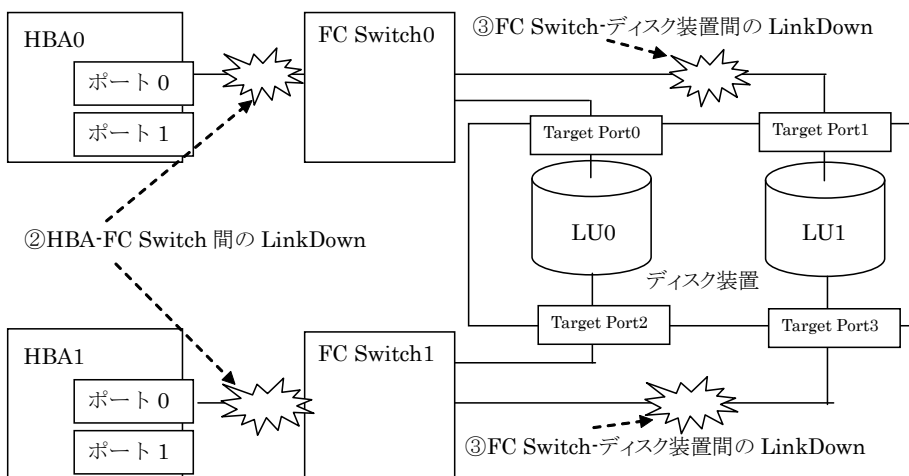 HBA0
ポート 0
ポート 1
FC Switch0
③FC Switch-ディスク装置間の LinkDown
Target Port0
Target Port1
LU0
LU1
②HBA-FC Switch 間の LinkDown
ディスク装置
Target Port2
Target Port3
HBA1
ポート 0
ポート 1
FC Switch1
③FC Switch-ディスク装置間の LinkDown